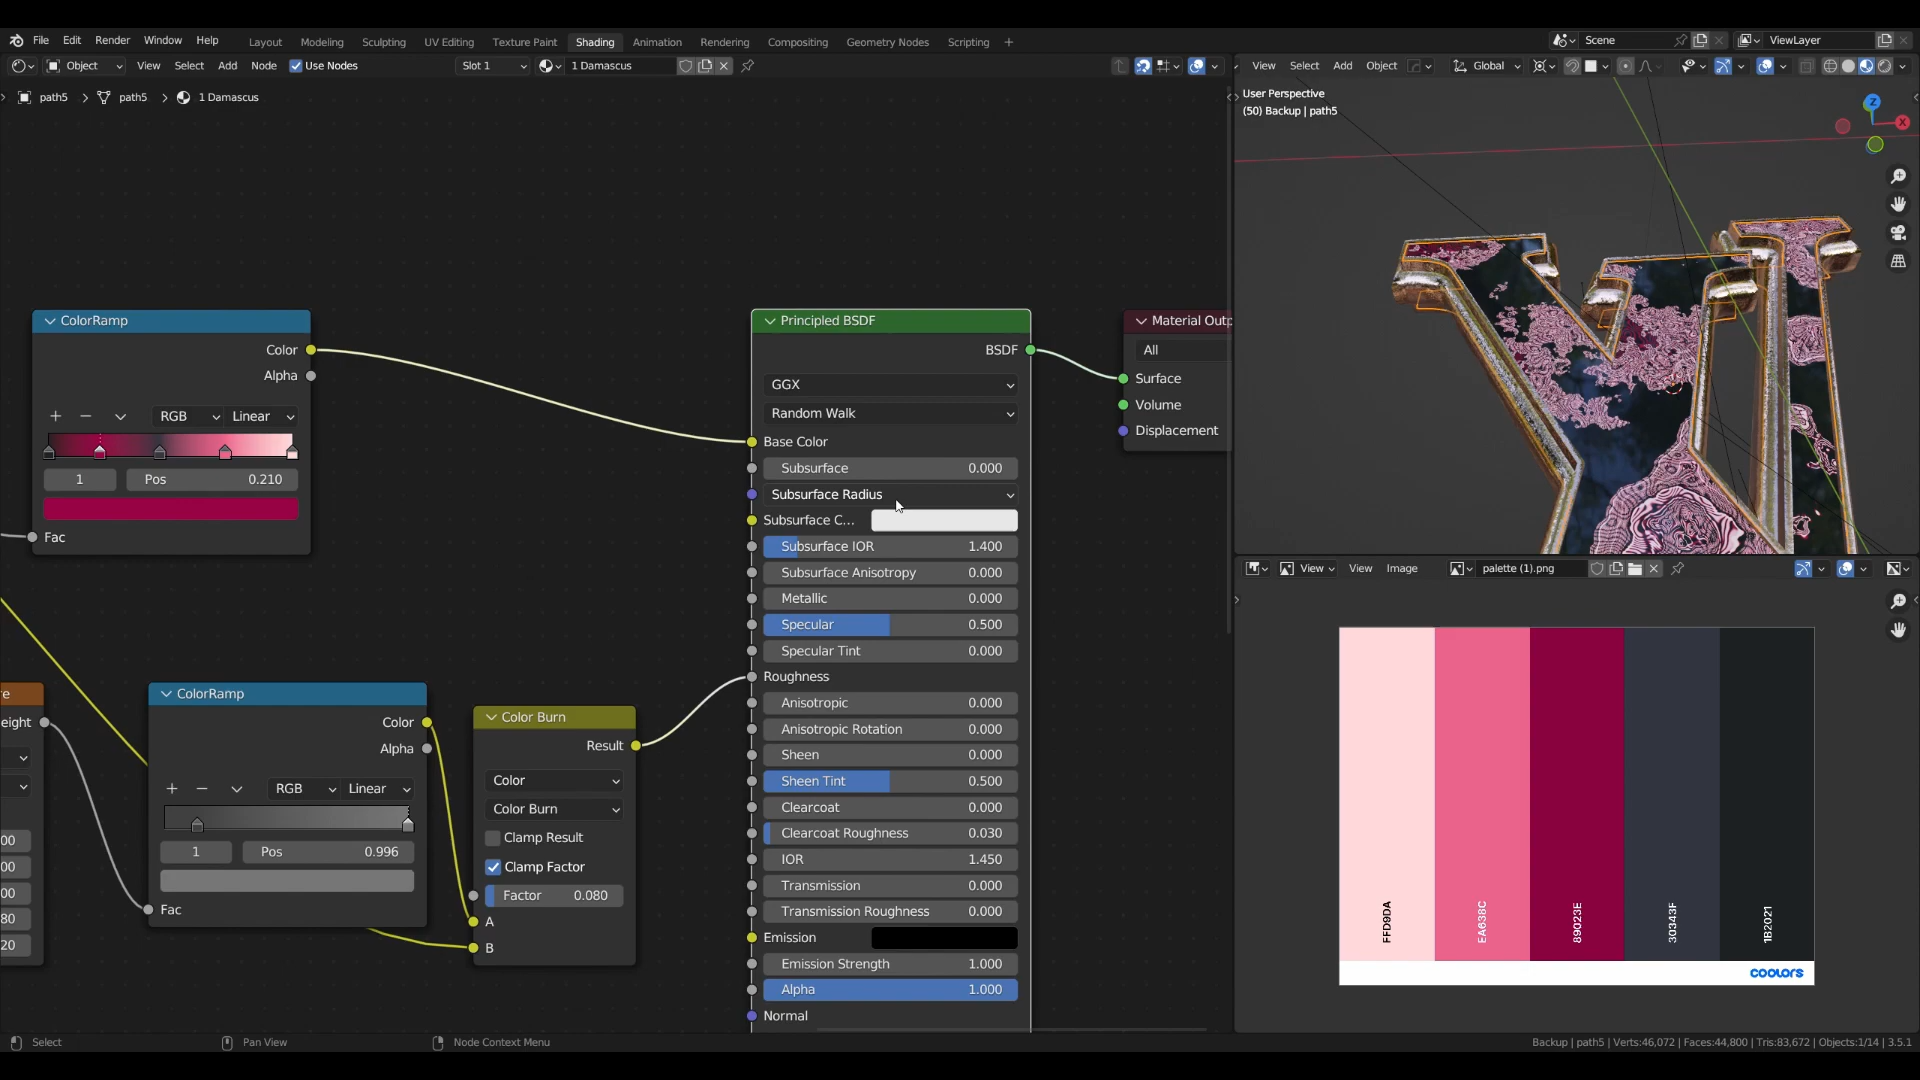 File Edit Render Window Help Layout Modeling Sculpting UV Editing Texture Paint Shading Animation Rendering Compositing Geometry Nodes Scripting + Scene ViewLayer
Object View Select Add Node Use Nodes Slot 1 1 Damascus View Select Add Object Global
path5 > path5 > 1 Damascus
User Perspective
(50) Backup | path5
Z
X
ColorRamp
Color
Alpha
RGB Linear
1 Pos 0.210
Fac
Principled BSDF
BSDF
GGX
Random Walk
Base Color
Subsurface 0.000
Subsurface Radius
Subsurface C...
Subsurface IOR 1.400
Subsurface Anisotropy 0.000
Metallic 0.000
Specular 0.500
Specular Tint 0.000
Roughness
Anisotropic 0.000
Anisotropic Rotation 0.000
Sheen 0.000
Sheen Tint 0.500
Clearcoat 0.000
Clearcoat Roughness 0.030
IOR 1.450
Transmission 0.000
Transmission Roughness 0.000
Emission
Emission Strength 1.000
Alpha 1.000
Normal
Material Outp
All
Surface
Volume
Displacement
e
eight
00
00
00
80
20
ColorRamp
Color
Alpha
RGB Linear
1 Pos 0.996
Fac
Color Burn
Result
Color
Color Burn
Clamp Result
Clamp Factor
Factor 0.080
A
B
View View Image palette (1).png
FFD9DA
EA638C
89023E
30343F
1B2021
coolors
Select Pan View Node Context Menu Backup | path5 | Verts:46,072 | Faces:44,800 | Tris:83,672 | Objects:1/14 | 3.5.1